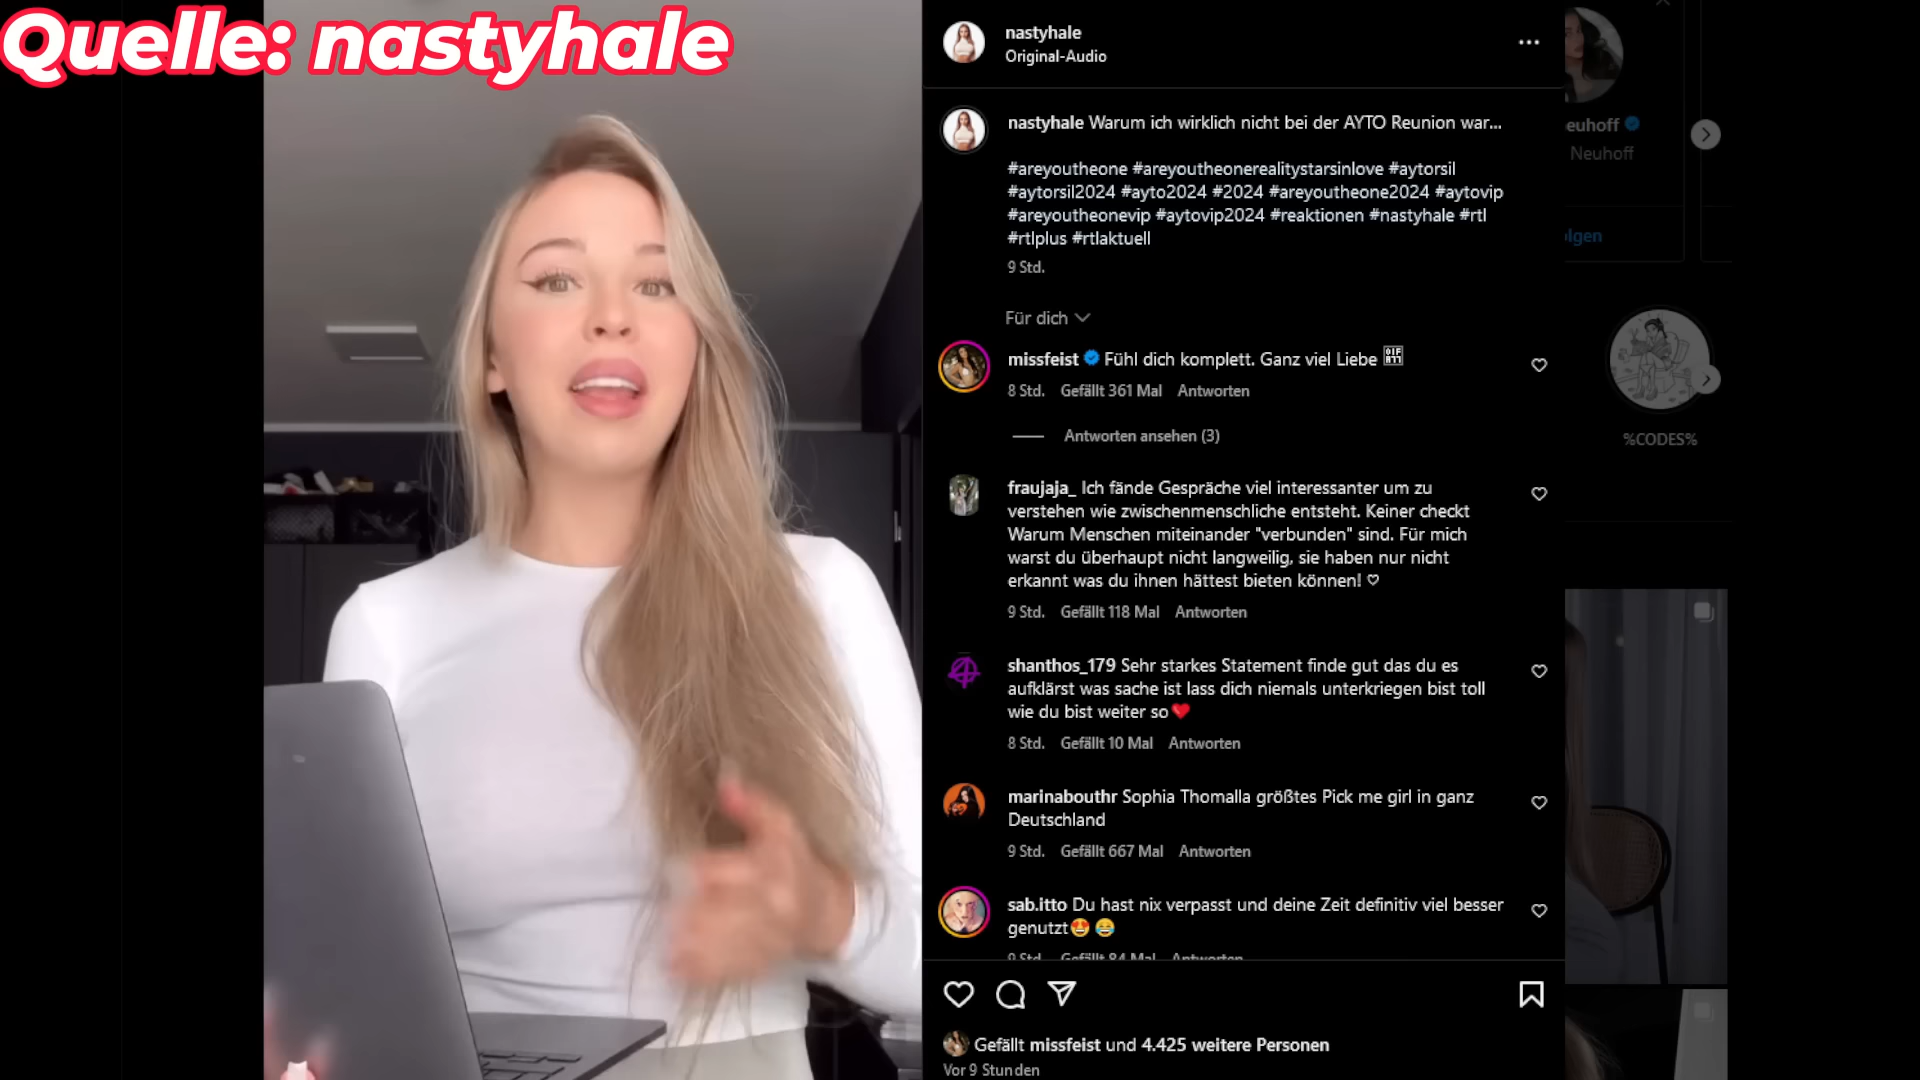 Quelle: nastyhale
nastyhale
Original-Audio
nastyhale Warum ich wirklich nicht bei der AYTO Reunion war...
#areyoutheone #areyoutheonerealitystarsinlove #aytorsil
#aytorsil2024 #ayto2024 #2024 #areyoutheone2024 #aytovip
#areyoutheonevip #aytovip2024 #reaktionen #nastyhale #rtl
#rtlplus #rtlaktuell
9 Std.
Für dich
missfeist Fühl dich komplett. Ganz viel Liebe
8 Std. Gefällt 361 Mal Antworten
Antworten ansehen (3)
fraujaja_ Ich fände Gespräche viel interessanter um zu
verstehen wie zwischenmenschliche entsteht. Keiner checkt
Warum Menschen miteinander "verbunden" sind. Für mich
warst du überhaupt nicht langweilig, sie haben nur nicht
erkannt was du ihnen hättest bieten können! ♡
9 Std. Gefällt 118 Mal Antworten
shanthos_179 Sehr starkes Statement finde gut das du es
aufklärst was sache ist lass dich niemals unterkriegen bist toll
wie du bist weiter so❤️
8 Std. Gefällt 10 Mal Antworten
marinabouthr Sophia Thomalla größtes Pick me girl in ganz
Deutschland
9 Std. Gefällt 667 Mal Antworten
sab.itto Du hast nix verpasst und deine Zeit definitiv viel besser
genutzt😍😂
9 Std. Gefällt 84 Mal Antworten
Gefällt missfeist und 4.425 weitere Personen
Vor 9 Stunden
euhoff
Neuhoff
lgen
%CODES%